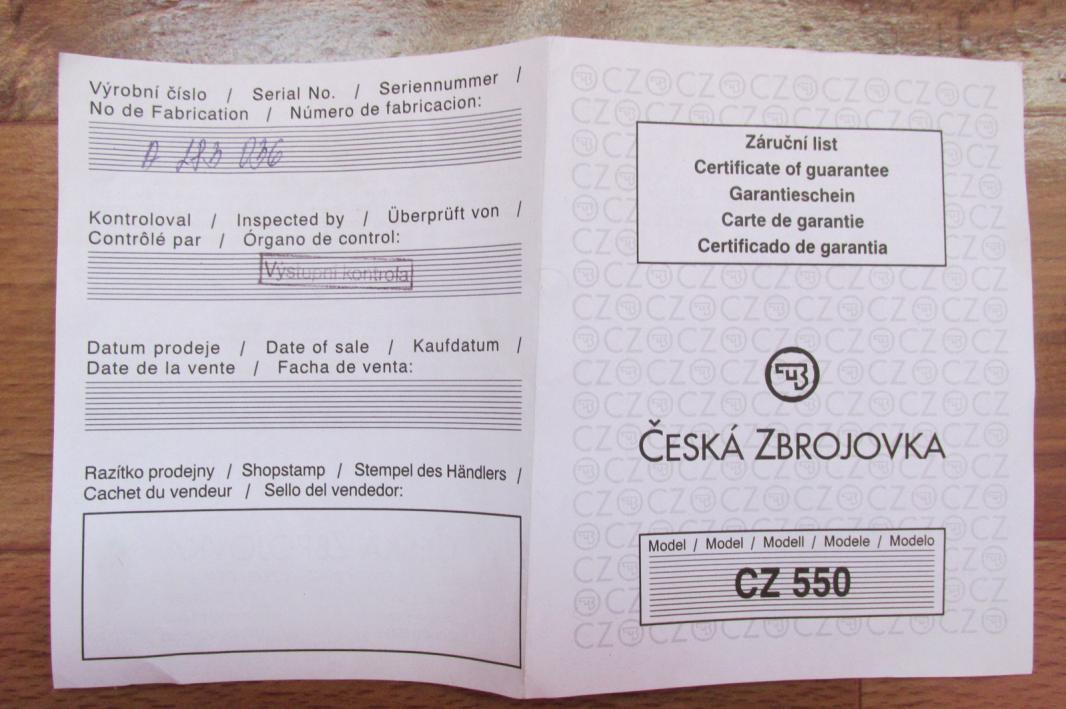 Výrobní číslo / Serial No. / Seriennummer /
No de Fabrication / Número de fabricacion:
Kontroloval / Inspected by / Überprüft von /
Contrôlé par / Órgano de control:
Výstupní kontrola
Datum prodeje / Date of sale / Kaufdatum /
Date de la vente / Facha de venta:
Razítko prodejny / Shopstamp / Stempel des Händlers /
Cachet du vendeur / Sello del vendedor:
Záruční list
Certificate of guarantee
Garantieschein
Carte de garantie
Certificado de garantia
ČESKÁ ZBROJOVKA
Model / Model / Modell / Modele / Modelo
CZ 550